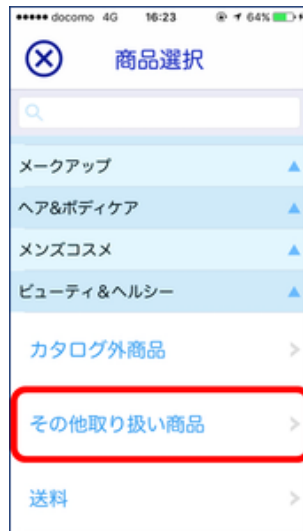 docomo 4G 16:23 64%
商品選択
メークアップ
ヘア&ボディケア
メンズコスメ
ビューティ&ヘルシー
カタログ外商品
その他取り扱い商品
送料